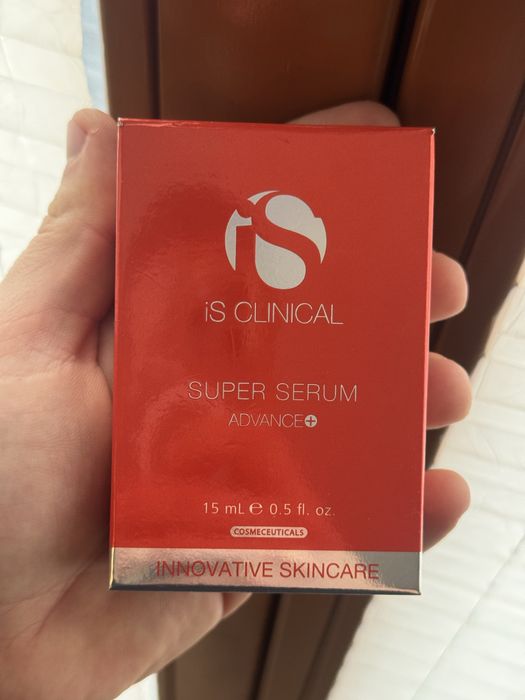 iS
iS CLINICAL
SUPER SERUM
ADVANCE+
15 mL ℮ 0.5 fl. oz.
COSMECEUTICALS
INNOVATIVE SKINCARE